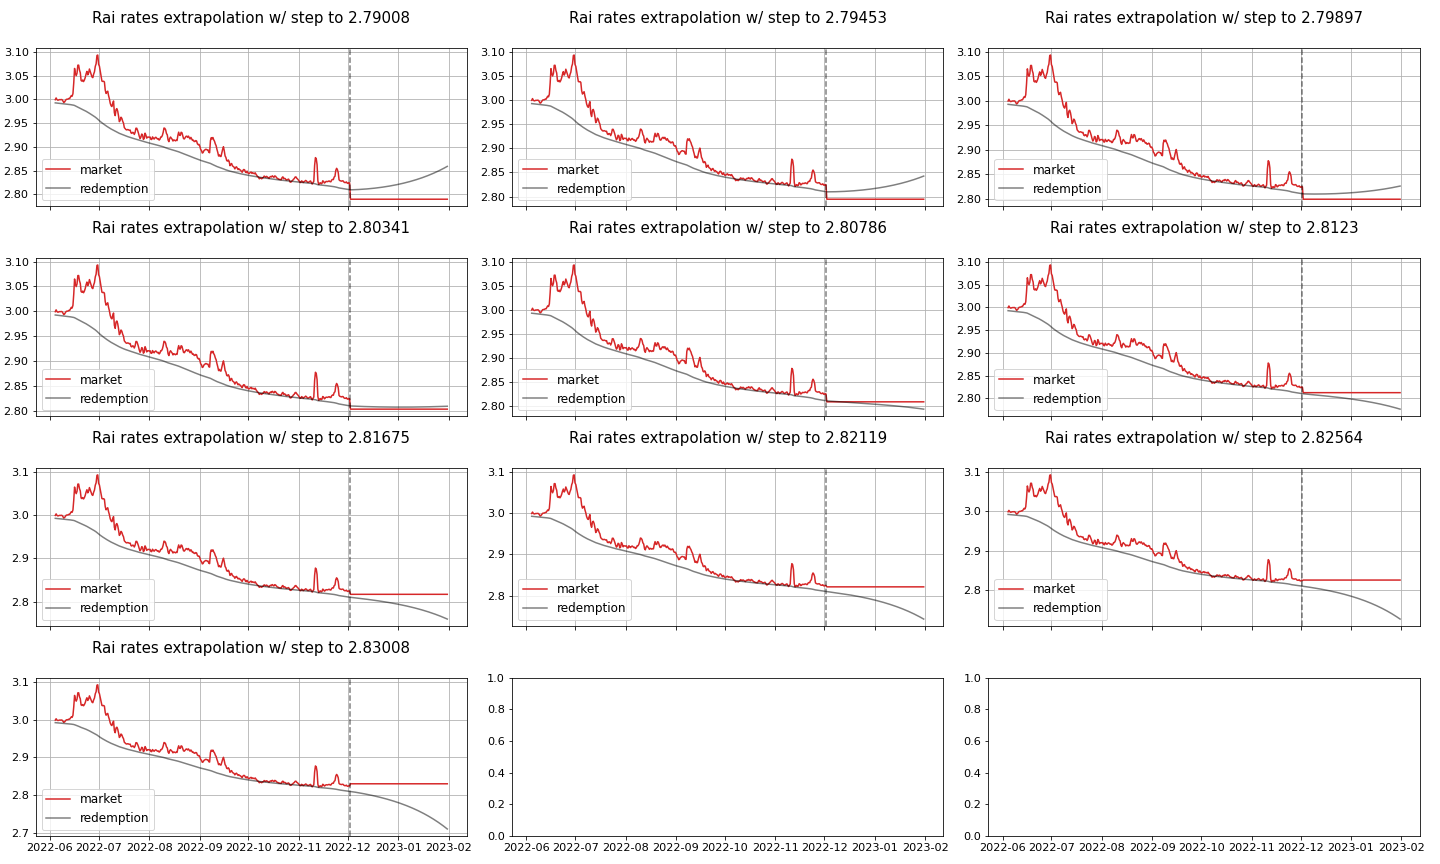 Rai rates extrapolation w/ step to 2.79008
3.10
3.05
3.00
2.95
2.90
2.85
2.80
market
redemption
Rai rates extrapolation w/ step to 2.79453
3.10
3.05
3.00
2.95
2.90
2.85
2.80
market
redemption
Rai rates extrapolation w/ step to 2.79897
3.10
3.05
3.00
2.95
2.90
2.85
2.80
market
redemption
Rai rates extrapolation w/ step to 2.80341
3.10
3.05
3.00
2.95
2.90
2.85
2.80
market
redemption
Rai rates extrapolation w/ step to 2.80786
3.10
3.05
3.00
2.95
2.90
2.85
2.80
market
redemption
Rai rates extrapolation w/ step to 2.8123
3.10
3.05
3.00
2.95
2.90
2.85
2.80
market
redemption
Rai rates extrapolation w/ step to 2.81675
3.1
3.0
2.9
2.8
market
redemption
Rai rates extrapolation w/ step to 2.82119
3.1
3.0
2.9
2.8
market
redemption
Rai rates extrapolation w/ step to 2.82564
3.1
3.0
2.9
2.8
market
redemption
Rai rates extrapolation w/ step to 2.83008
3.1
3.0
2.9
2.8
2.7
market
redemption
2022-06 2022-07 2022-08 2022-09 2022-10 2022-11 2022-12 2023-01 2023-02
1.0
0.8
0.6
0.4
0.2
0.0
2022-06 2022-07 2022-08 2022-09 2022-10 2022-11 2022-12 2023-01 2023-02
1.0
0.8
0.6
0.4
0.2
0.0
2022-06 2022-07 2022-08 2022-09 2022-10 2022-11 2022-12 2023-01 2023-02